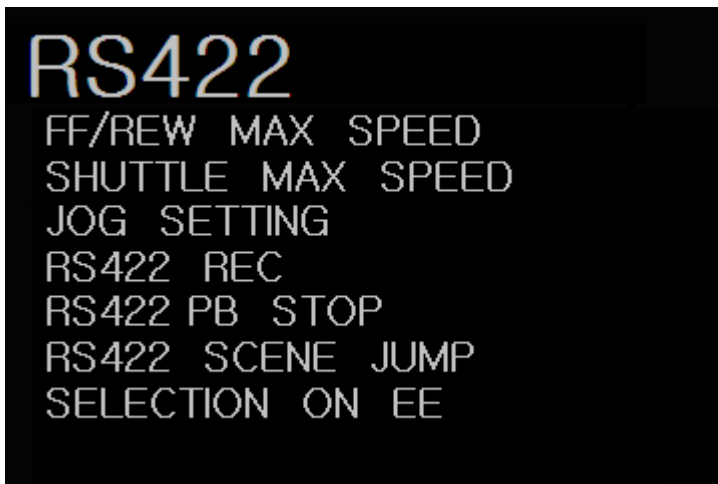 RS422
FF/REW MAX SPEED
SHUTTLE MAX SPEED
JOG SETTING
RS422 REC
RS422 PB STOP
RS422 SCENE JUMP
SELECTION ON EE